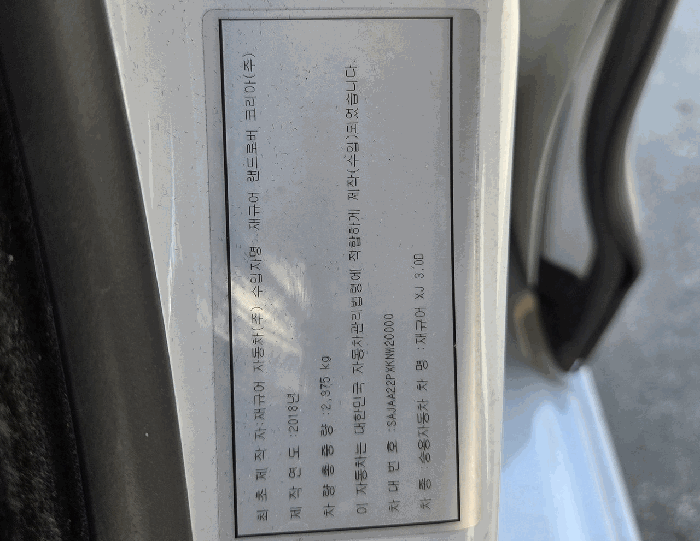 최초 제작 자:재규어 자동차(주) 수입자명 : 재규어 랜드로버 코리아(주)
제작연도 :2018년
차량총중량 :2,375 kg
이 자동차는 대한민국 자동차관리법령에 적합하게 제작(수입)되었습니다.
차대번호 :SAJAA22PXKNW20000
차종 승용자동차 차명 :재규어 XJ 3.0D